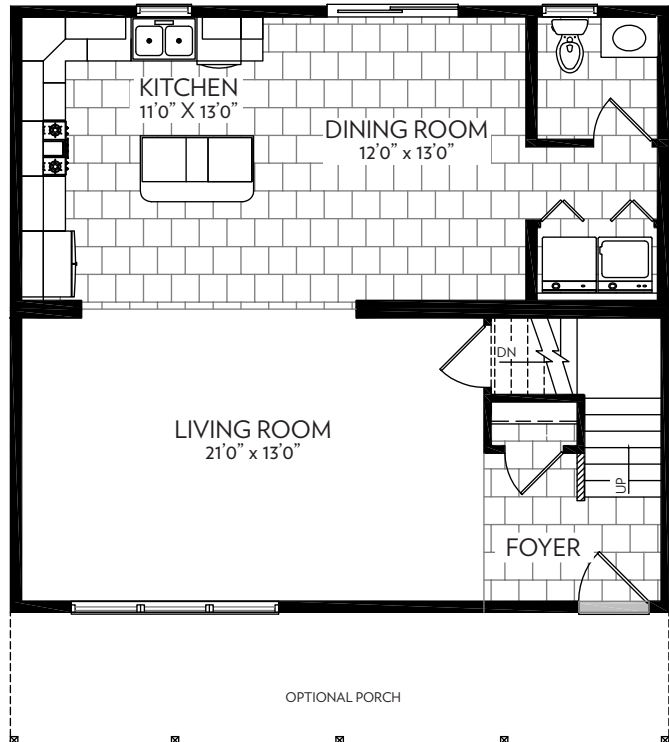 KITCHEN
11'0" X 13'0"
DINING ROOM
12'0" x 13'0"
DN
LIVING ROOM
21'0" x 13'0"
UP
FOYER
OPTIONAL PORCH